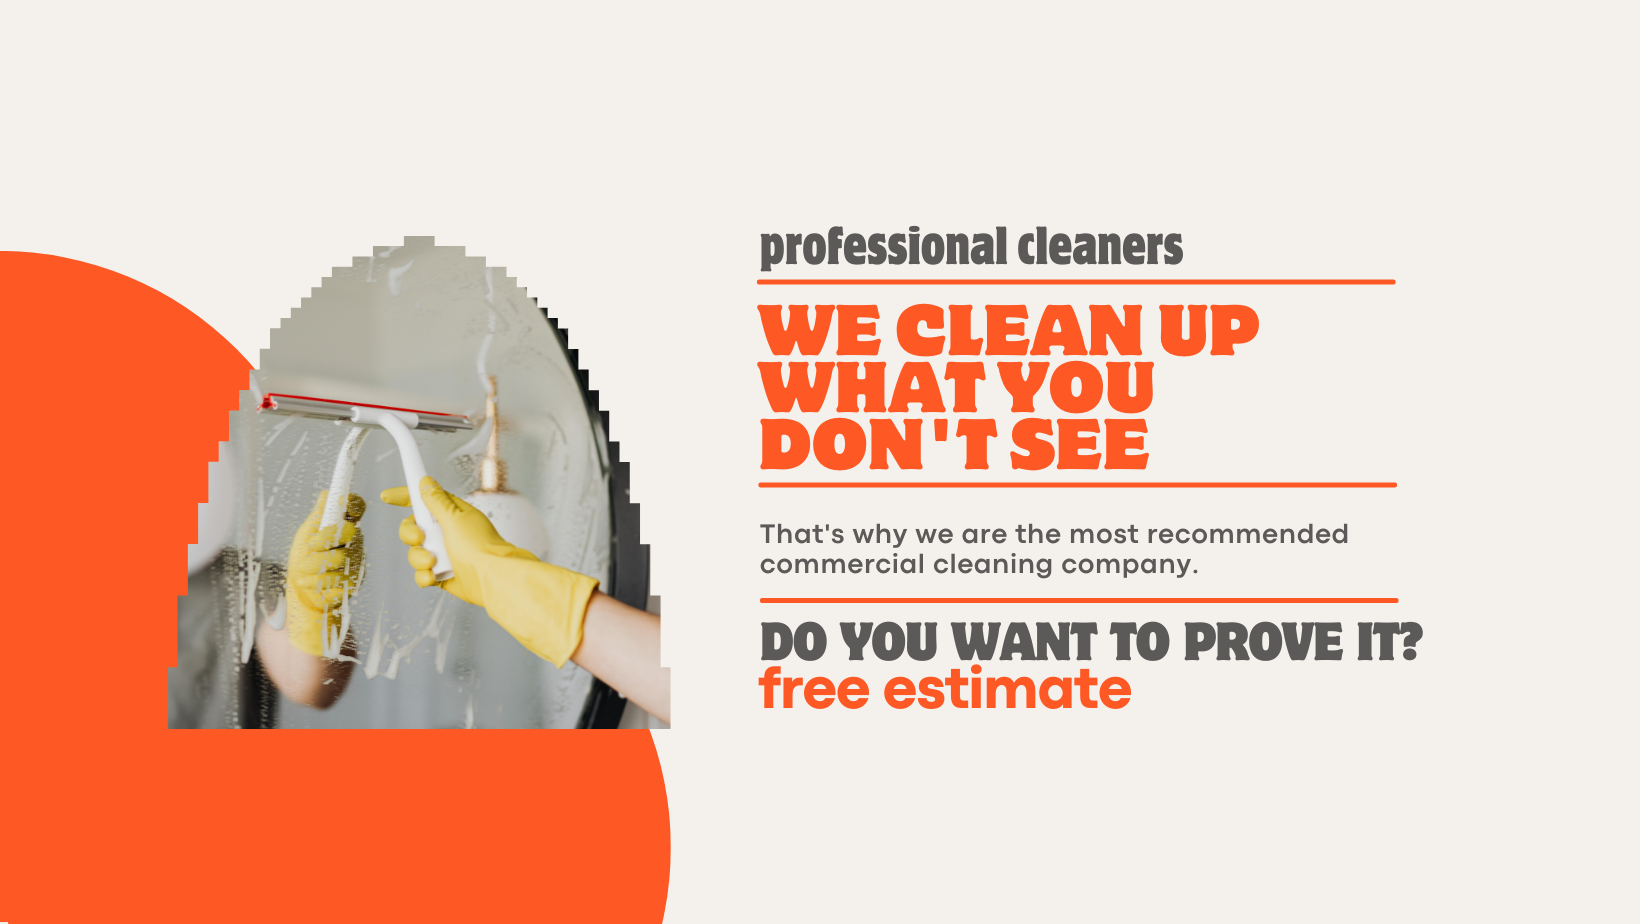 professional cleaners
WE CLEAN UP
WHAT YOU
DON'T SEE
That's why we are the most recommended
commercial cleaning company.
DO YOU WANT TO PROVE IT?
free estimate